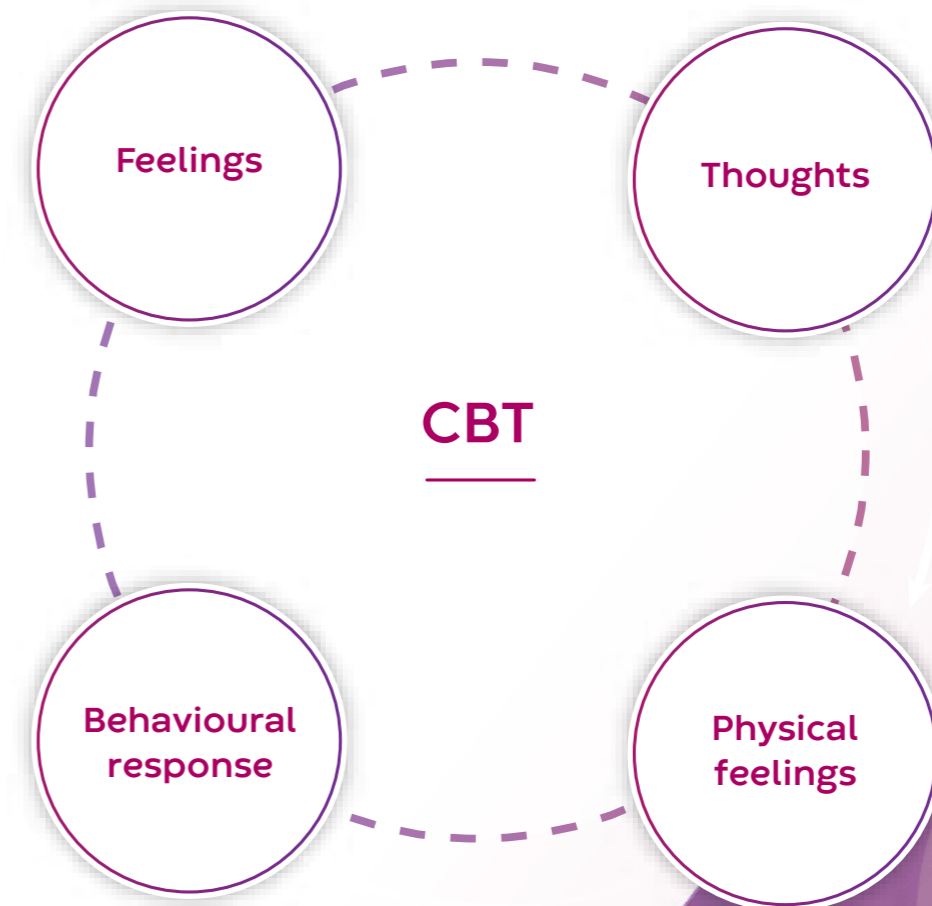 Feelings
Thoughts
CBT
Behavioural
response
Physical
feelings